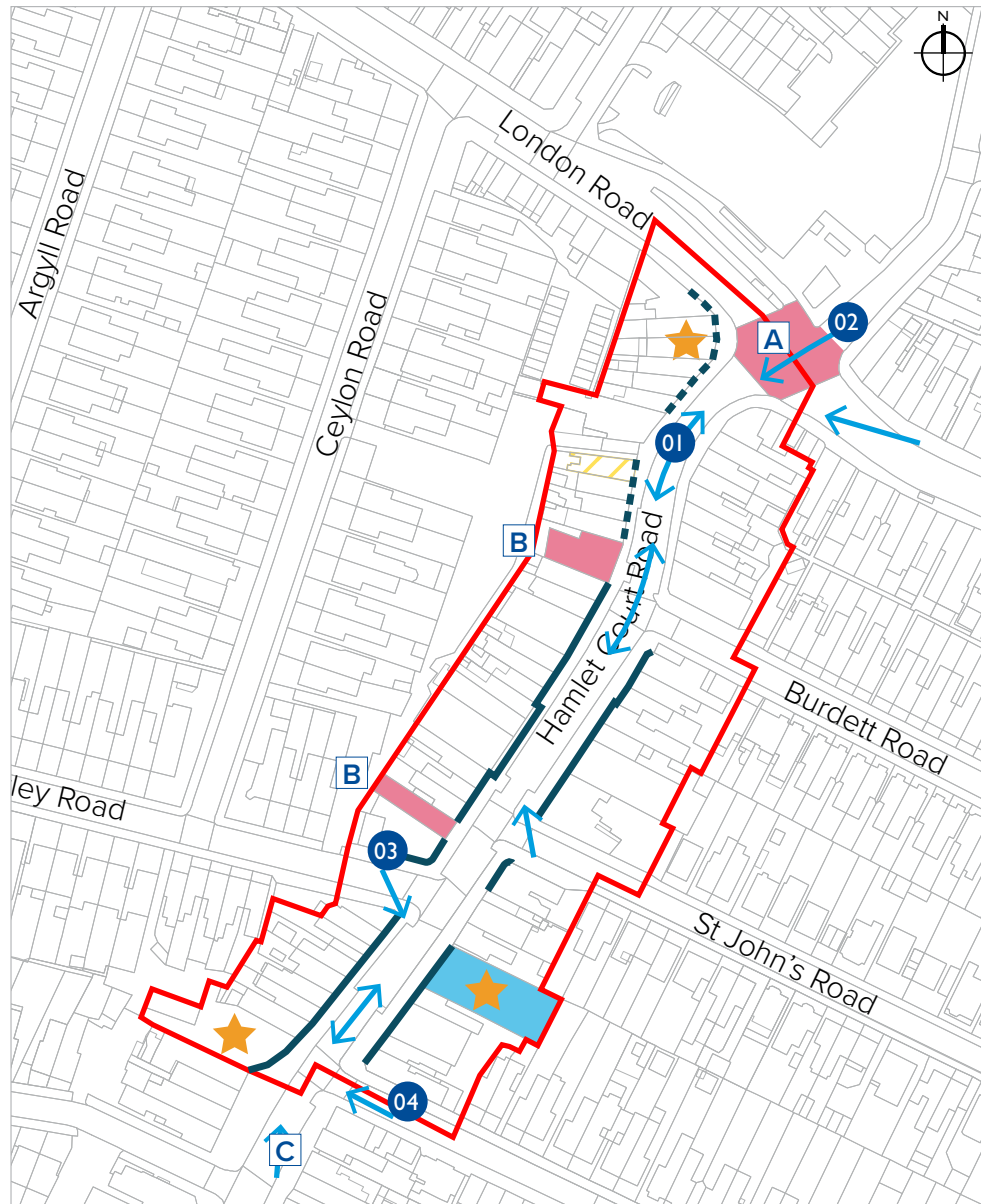 N
London Road
Argyll Road
Ceylon Road
02
A
01
B
Hamlet Court Road
Burdett Road
B
ley Road
03
St John's Road
04
C